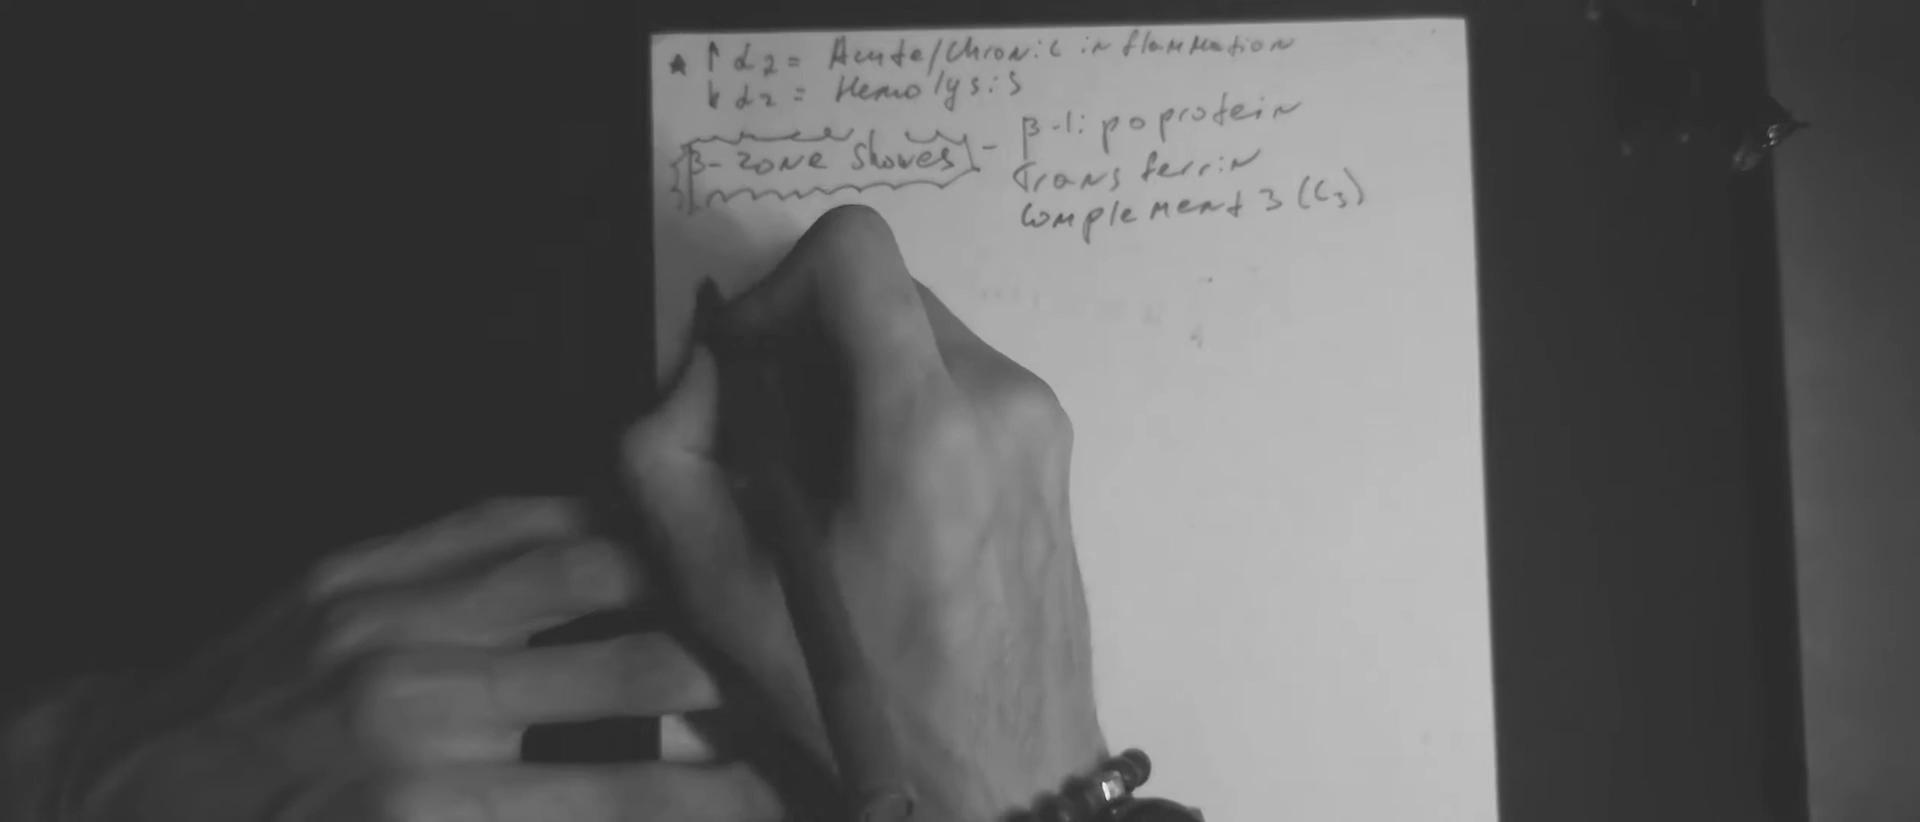 ★ ↑ α2 = Acute/Chronic inflammation
↓ α2 = Hemolysis
β-zone shoves - β-lipoprotein
Transferrin
Complement 3 (C3)